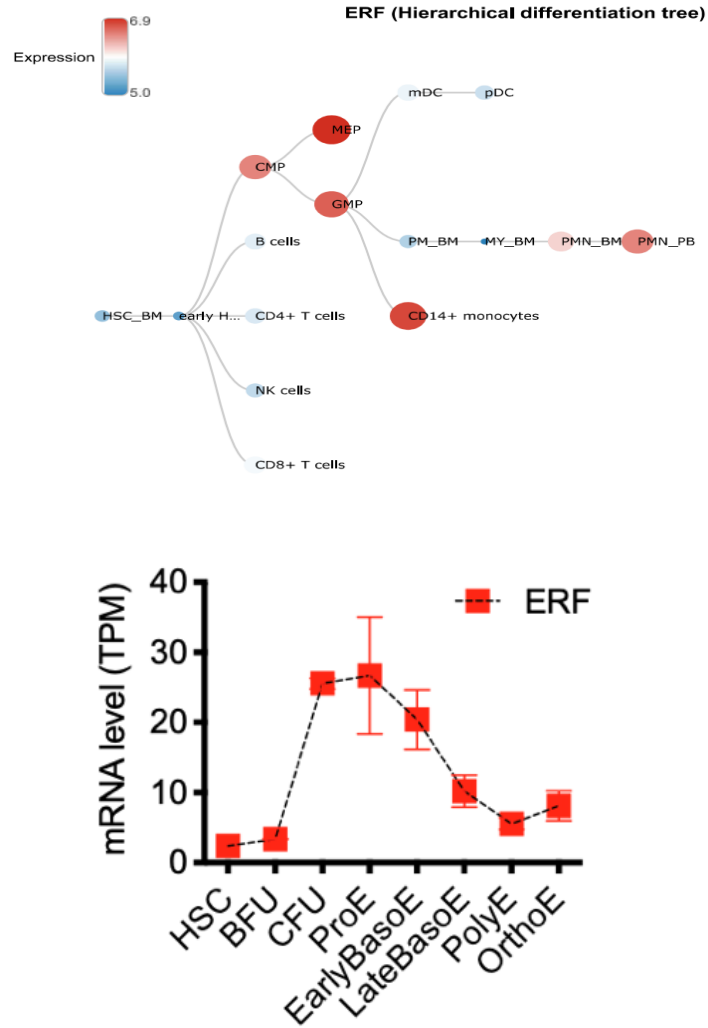 ERF (Hierarchical differentiation tree)
6.9
Expression
5.0
mDC
pDC
MEP
CMP
GMP
B cells
PM_BM
MY_BM
PMN_BM
PMN_PB
HSC_BM
early H...
CD4+ T cells
CD14+ monocytes
NK cells
CD8+ T cells
mRNA level (TPM)
40
30
20
10
0
ERF
HSC
BFU
CFU
ProE
EarlyBasoE
LateBasoE
PolyE
OrthoE